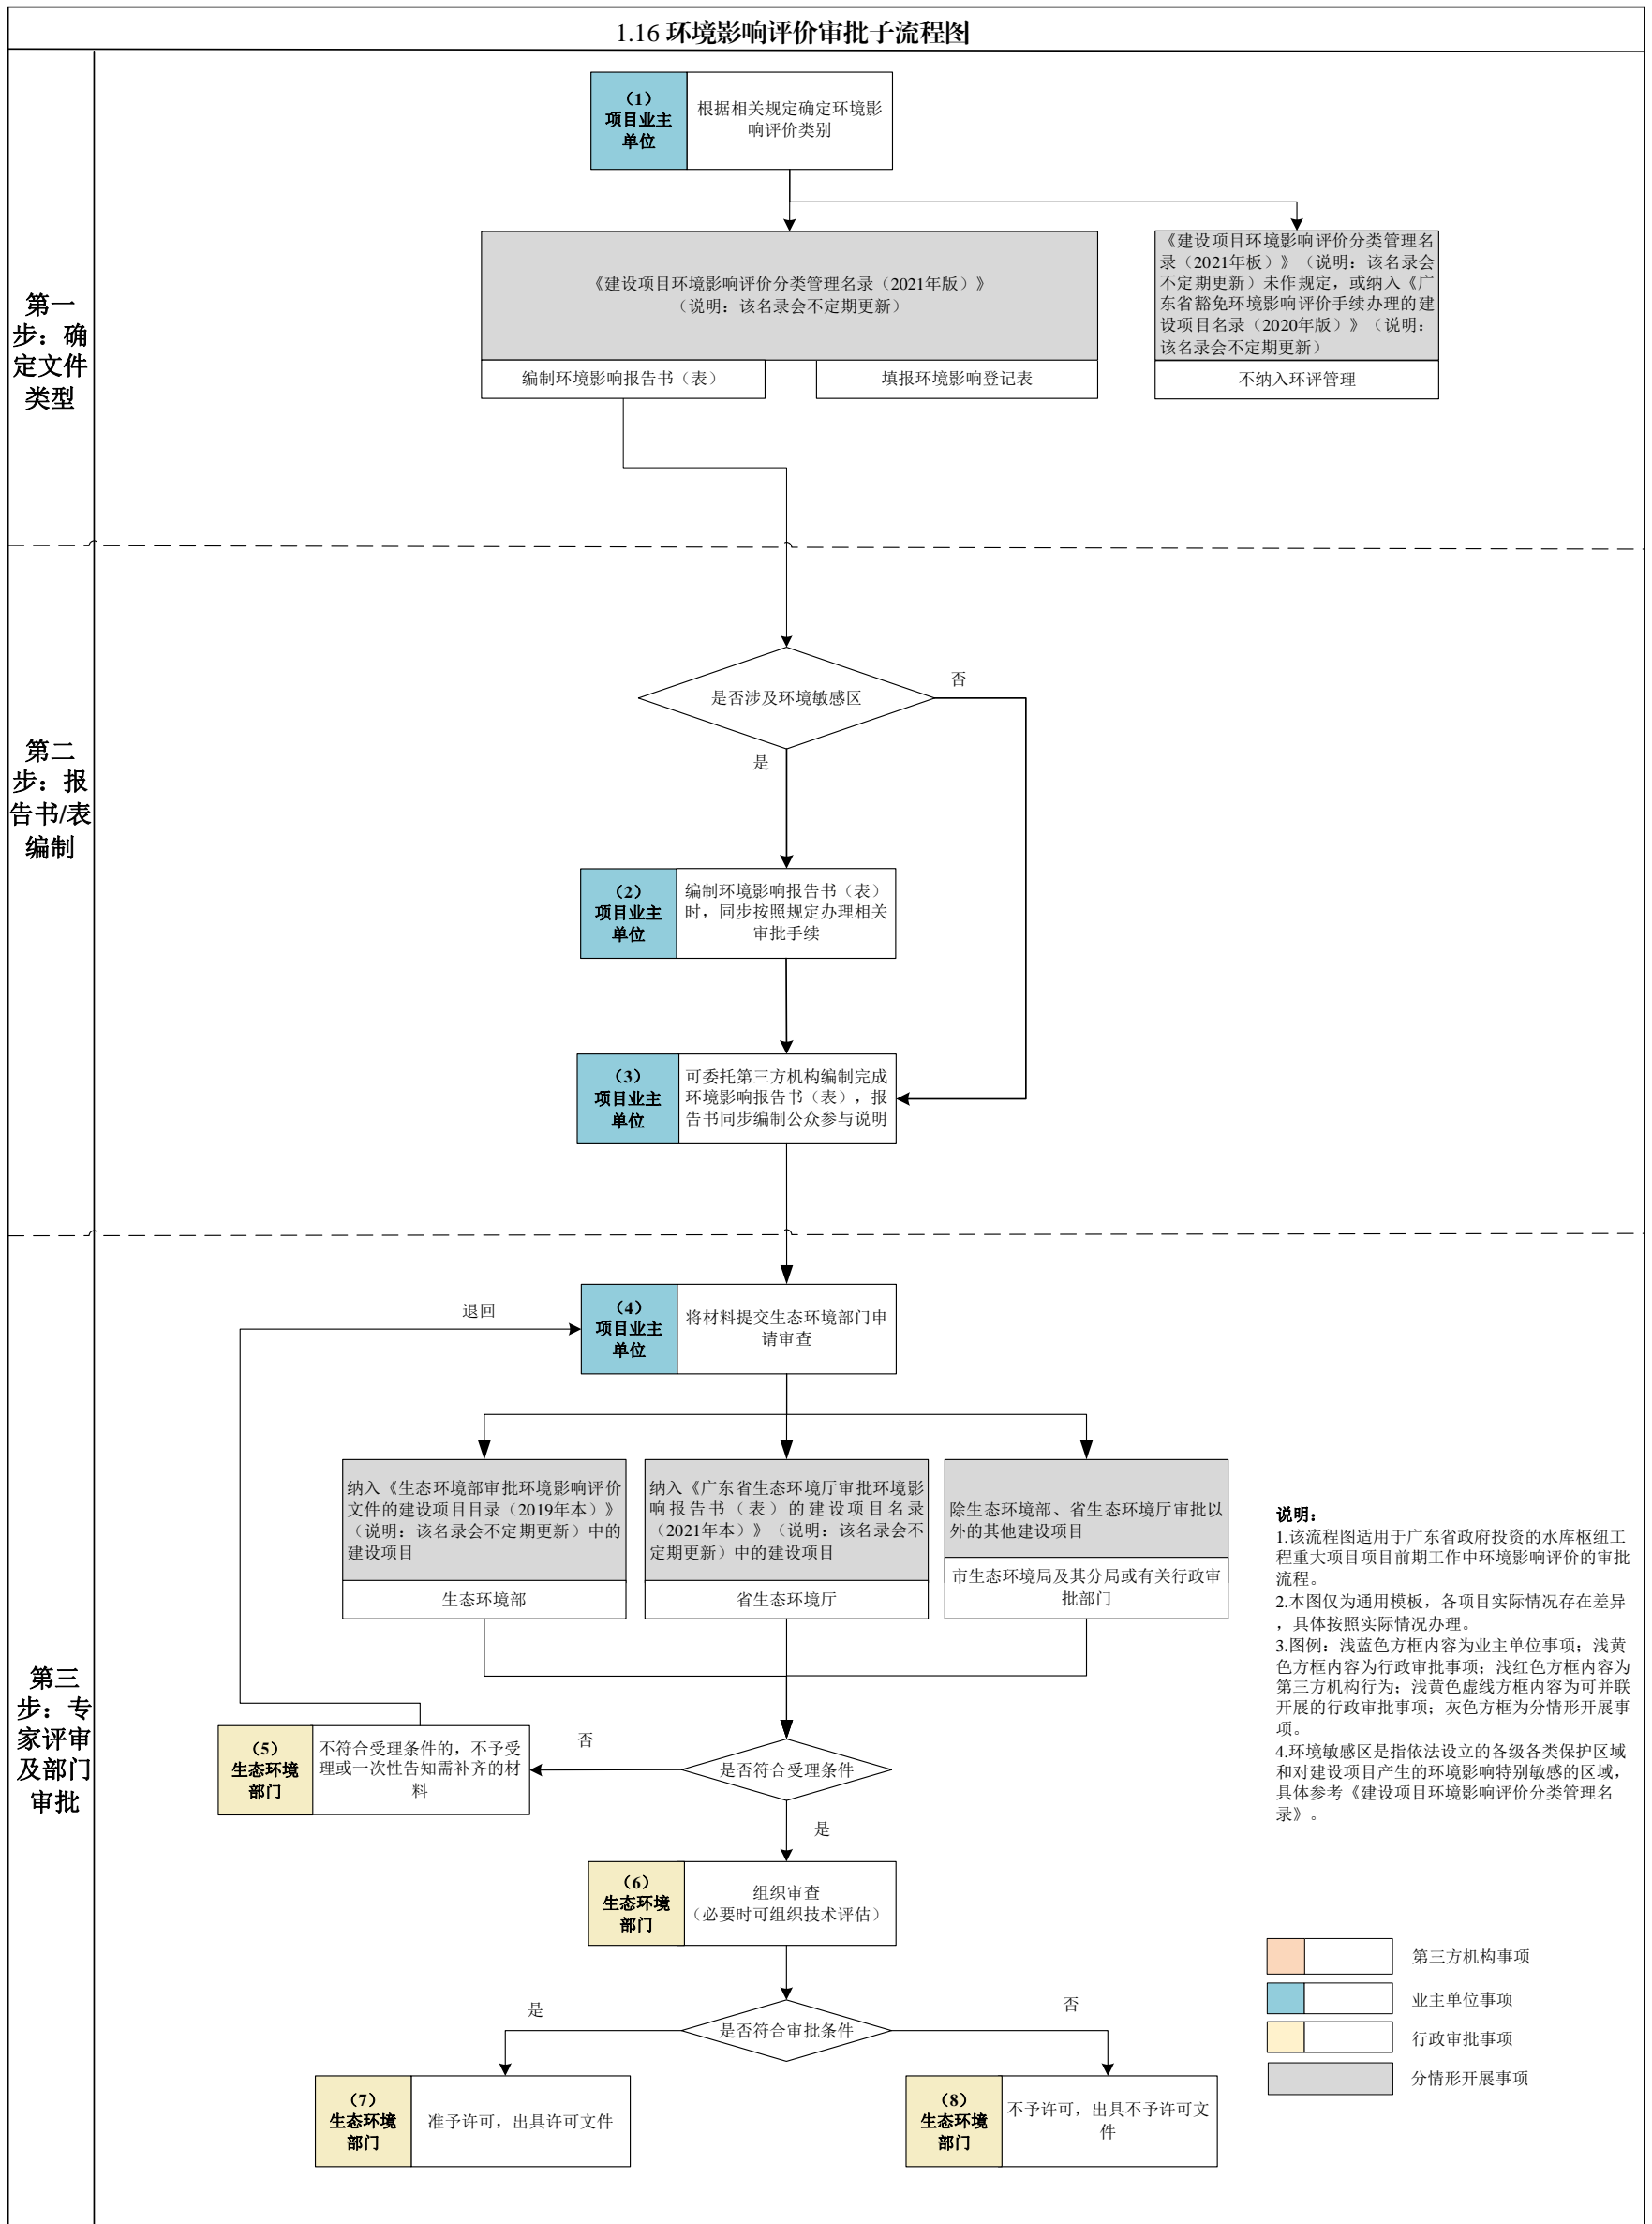 1.16 环境影响评价审批子流程图
第一
步：确
定文件
类型
（1）
项目业主
单位
根据相关规定确定环境影
响评价类别
《建设项目环境影响评价分类管理名录（2021年版）》
（说明：该名录会不定期更新）
编制环境影响报告书（表）
填报环境影响登记表
《建设项目环境影响评价分类管理名
录（2021年板）》（说明：该名录会
不定期更新）未作规定，或纳入《广
东省豁免环境影响评价手续办理的建
设项目名录（2020年版）》（说明：
该名录会不定期更新）
不纳入环评管理
第二
步：报
告书/表
编制
是否涉及环境敏感区
否
是
（2）
项目业主
单位
编制环境影响报告书（表）
时，同步按照规定办理相关
审批手续
（3）
项目业主
单位
可委托第三方机构编制完成
环境影响报告书（表），报
告书同步编制公众参与说明
第三
步：专
家评审
及部门
审批
退回
（4）
项目业主
单位
将材料提交生态环境部门申
请审查
纳入《生态环境部审批环境影响评价
文件的建设项目目录（2019年本）》
（说明：该名录会不定期更新）中的
建设项目
生态环境部
纳入《广东省生态环境厅审批环境影
响报告书（表）的建设项目名录
（2021年本）》（说明：该名录会不
定期更新）中的建设项目
省生态环境厅
除生态环境部、省生态环境厅审批以
外的其他建设项目
市生态环境局及其分局或有关行政审
批部门
（5）
生态环境
部门
不符合受理条件的，不予受
理或一次性告知需补齐的材
料
否
是否符合受理条件
是
（6）
生态环境
部门
组织审查
（必要时可组织技术评估）
是
是否符合审批条件
否
（7）
生态环境
部门
准予许可，出具许可文件
（8）
生态环境
部门
不予许可，出具不予许可文
件
说明：
1.该流程图适用于广东省政府投资的水库枢纽工
程重大项目项目前期工作中环境影响评价的审批
流程。
2.本图仅为通用模板，各项目实际情况存在差异
，具体按照实际情况办理。
3.图例：浅蓝色方框内容为业主单位事项；浅黄
色方框内容为行政审批事项；浅红色方框内容为
第三方机构行为；浅黄色虚线方框内容为可并联
开展的行政审批事项；灰色方框为分情形开展事
项。
4.环境敏感区是指依法设立的各级各类保护区域
和对建设项目产生的环境影响特别敏感的区域，
具体参考《建设项目环境影响评价分类管理名
录》。
第三方机构事项
业主单位事项
行政审批事项
分情形开展事项